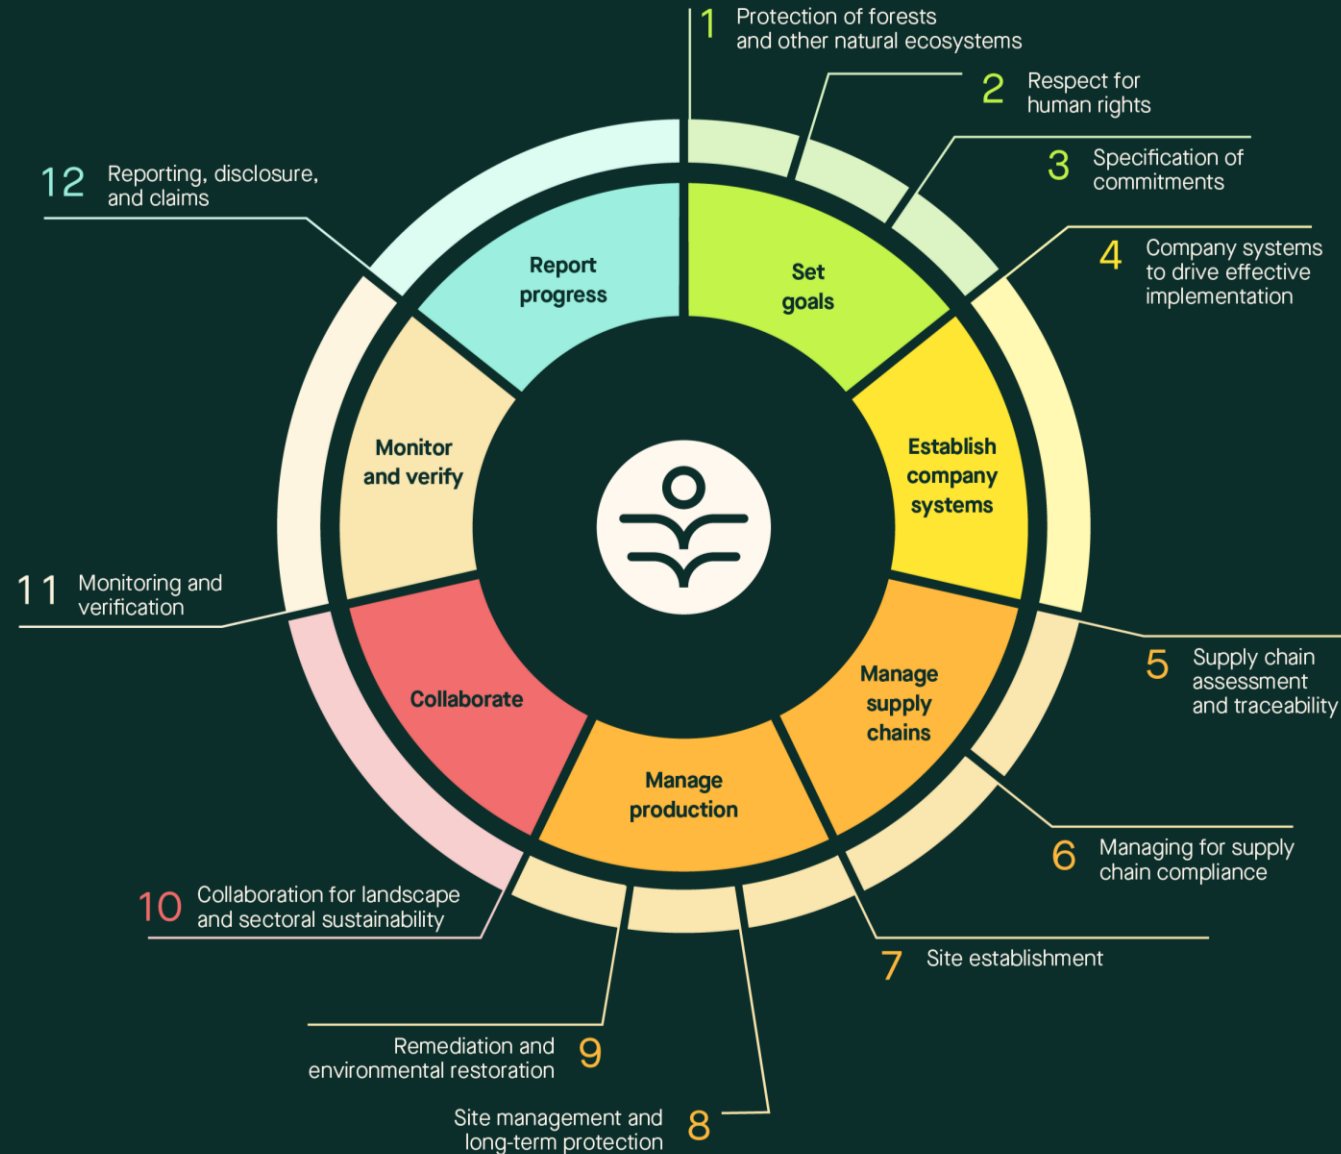 1
Protection of forests
and other natural ecosystems
2
Respect for
human rights
3
Specification of
commitments
4
Company systems
to drive effective
implementation
5
Supply chain
assessment
and traceability
6
Managing for supply
chain compliance
7
Site establishment
8
Site management and
long-term protection
9
Remediation and
environmental restoration
10
Collaboration for landscape
and sectoral sustainability
11
Monitoring and
verification
12
Reporting, disclosure,
and claims
Set
goals
Establish
company
systems
Manage
supply
chains
Manage
production
Collaborate
Monitor
and verify
Report
progress